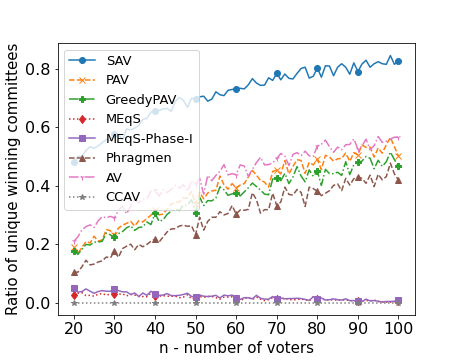 Ratio of unique winning committees
0.8
0.6
0.4
0.2
0.0
SAV
PAV
GreedyPAV
MEqS
MEqS-Phase-I
Phragmen
AV
CCAV
20 30 40 50 60 70 80 90 100
n - number of voters